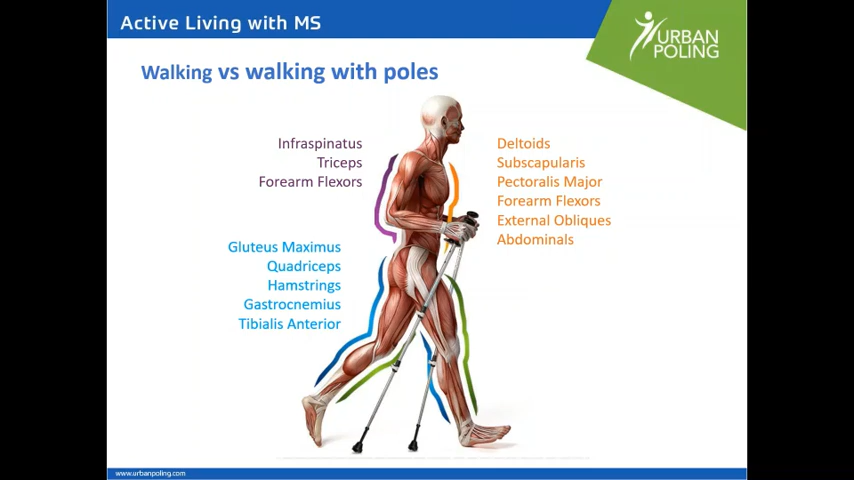 Active Living with MS
URBAN
POLING
Walking vs walking with poles
Infraspinatus
Triceps
Forearm Flexors
Deltoids
Subscapularis
Pectoralis Major
Forearm Flexors
External Obliques
Abdominals
Gluteus Maximus
Quadriceps
Hamstrings
Gastrocnemius
Tibialis Anterior
www.urbanpoling.com